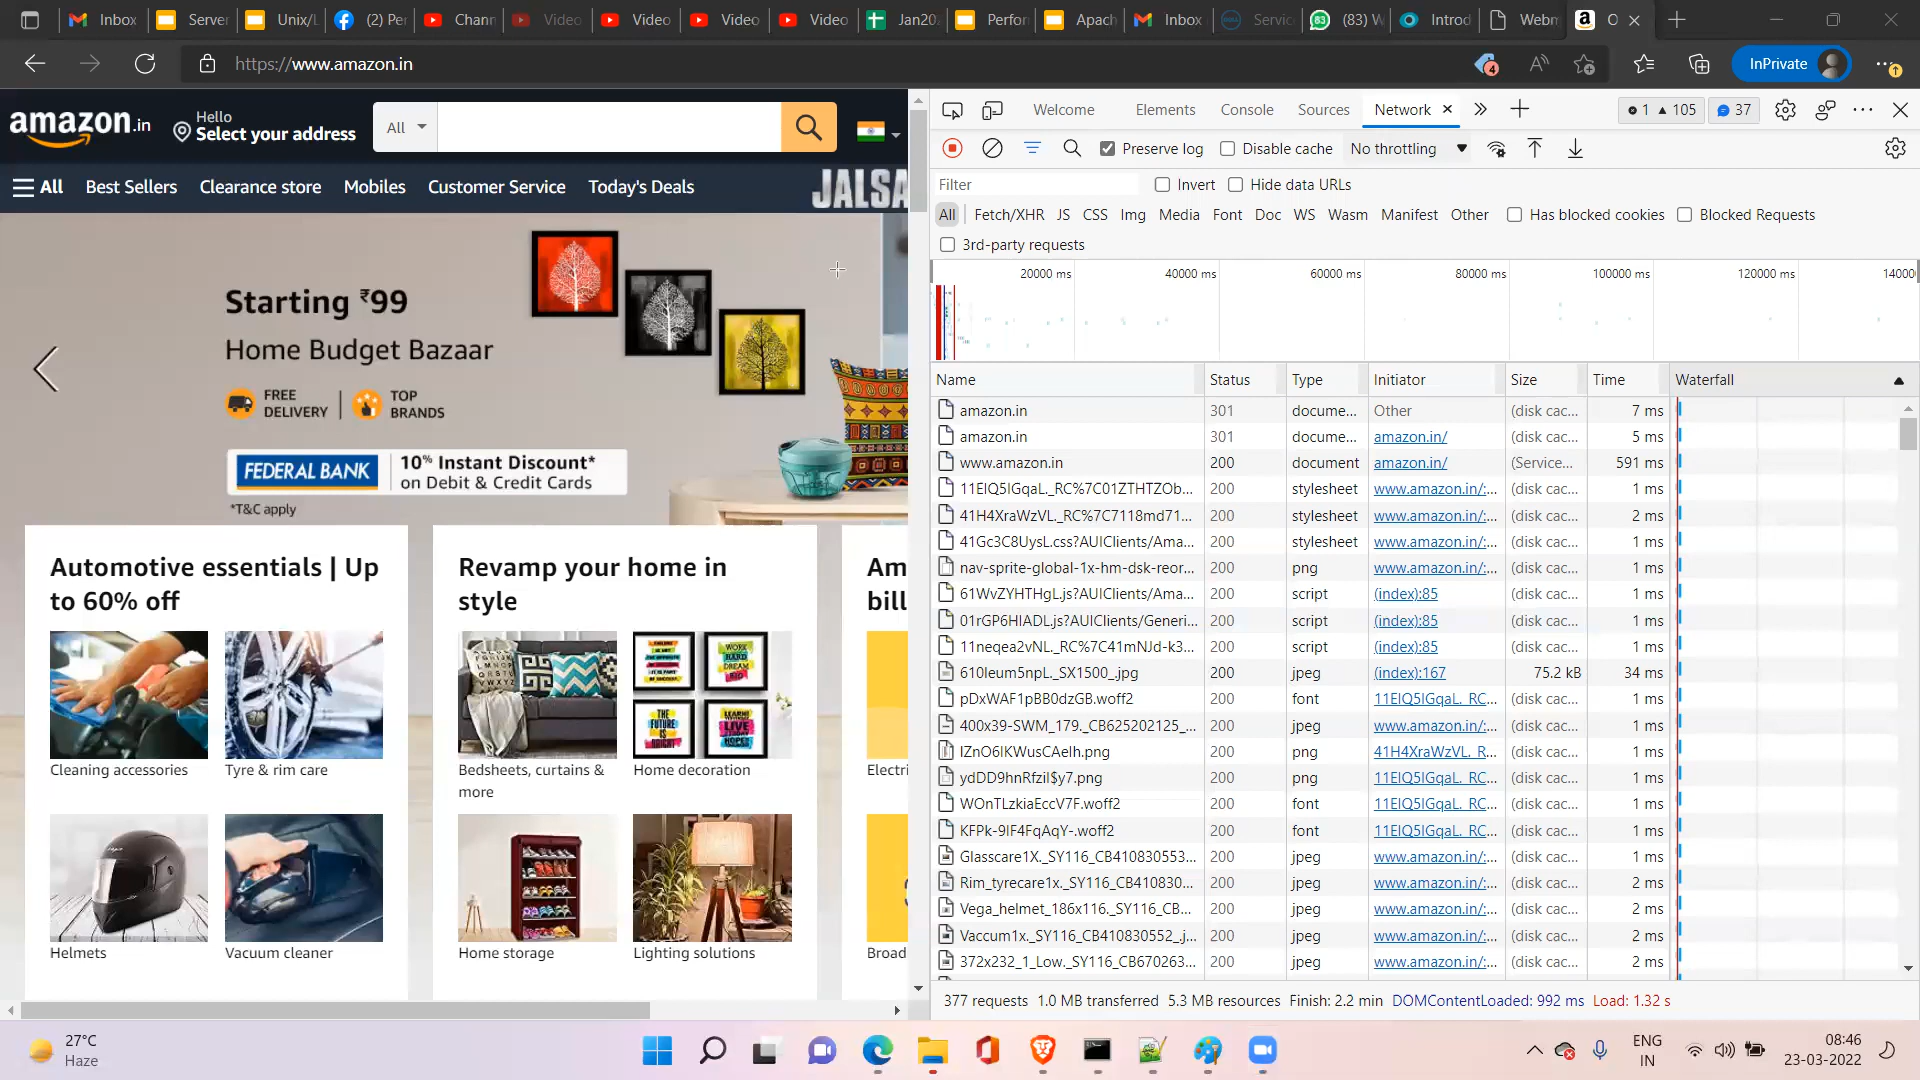 Inbox
Server
Unix/L
(2) Pe
Chann
Video
Video
Video
Video
Jan20
Perfor
Apach
Inbox
Servic
(83) W
Introd
Webm
O
https://www.amazon.in
4
InPrivate
amazon.in
Hello
Select your address
All
All
Best Sellers
Clearance store
Mobiles
Customer Service
Today's Deals
JALSA
Starting ₹99
Home Budget Bazaar
FREE DELIVERY
TOP BRANDS
FEDERAL BANK
10% Instant Discount*
on Debit & Credit Cards
*T&C apply
Automotive essentials | Up
to 60% off
Cleaning accessories
Tyre & rim care
Helmets
Vacuum cleaner
Revamp your home in
style
Bedsheets, curtains &
more
Home decoration
Home storage
Lighting solutions
Am
bill
Electri
Broad
Welcome
Elements
Console
Sources
Network
1
105
37
Preserve log
Disable cache
No throttling
Filter
Invert
Hide data URLs
All
Fetch/XHR
JS
CSS
Img
Media
Font
Doc
WS
Wasm
Manifest
Other
Has blocked cookies
Blocked Requests
3rd-party requests
20000 ms
40000 ms
60000 ms
80000 ms
100000 ms
120000 ms
14000
Name Status Type Initiator Size Time Waterfall
amazon.in 301 docume... Other (disk cac... 7 ms
amazon.in 301 docume... amazon.in/ (disk cac... 5 ms
www.amazon.in 200 document amazon.in/ (Service... 591 ms
11EIQ5IGqaL._RC%7C01ZTHTZOb... 200 stylesheet www.amazon.in/:... (disk cac... 1 ms
41H4XraWzVL._RC%7C7118md71... 200 stylesheet www.amazon.in/:... (disk cac... 2 ms
41Gc3C8UysL.css?AUIClients/Ama... 200 stylesheet www.amazon.in/:... (disk cac... 1 ms
nav-sprite-global-1x-hm-dsk-reor... 200 png www.amazon.in/:... (disk cac... 1 ms
61WvZYHTHgL.js?AUIClients/Ama... 200 script (index):85 (disk cac... 1 ms
01rGP6HIADL.js?AUIClients/Generi... 200 script (index):85 (disk cac... 1 ms
11neqea2vNL._RC%7C41mNJd-k3... 200 script (index):85 (disk cac... 1 ms
610Ieum5npL._SX1500_.jpg 200 jpeg (index):167 75.2 kB 34 ms
pDxWAF1pBB0dzGB.woff2 200 font 11EIQ5IGqaL._RC... (disk cac... 1 ms
400x39-SWM_179._CB625202125_... 200 jpeg www.amazon.in/:... (disk cac... 1 ms
IZnO6IKWusCAelh.png 200 png 41H4XraWzVL._R... (disk cac... 1 ms
ydDD9hnRfziI$y7.png 200 png 11EIQ5IGqaL._RC... (disk cac... 1 ms
WOnTLzkiaEccV7F.woff2 200 font 11EIQ5IGqaL._RC... (disk cac... 1 ms
KFPk-9IF4FqAqY-.woff2 200 font 11EIQ5IGqaL._RC... (disk cac... 1 ms
Glasscare1X._SY116_CB410830553... 200 jpeg www.amazon.in/:... (disk cac... 1 ms
Rim_tyrecare1x._SY116_CB410830... 200 jpeg www.amazon.in/:... (disk cac... 2 ms
Vega_helmet_186x116._SY116_CB... 200 jpeg www.amazon.in/:... (disk cac... 2 ms
Vaccum1x._SY116_CB410830552_.j... 200 jpeg www.amazon.in/:... (disk cac... 2 ms
372x232_1_Low._SY116_CB670263... 200 jpeg www.amazon.in/:... (disk cac... 2 ms
377 requests 1.0 MB transferred 5.3 MB resources Finish: 2.2 min DOMContentLoaded: 992 ms Load: 1.32 s
27°C
Haze
ENG
IN
08:46
23-03-2022